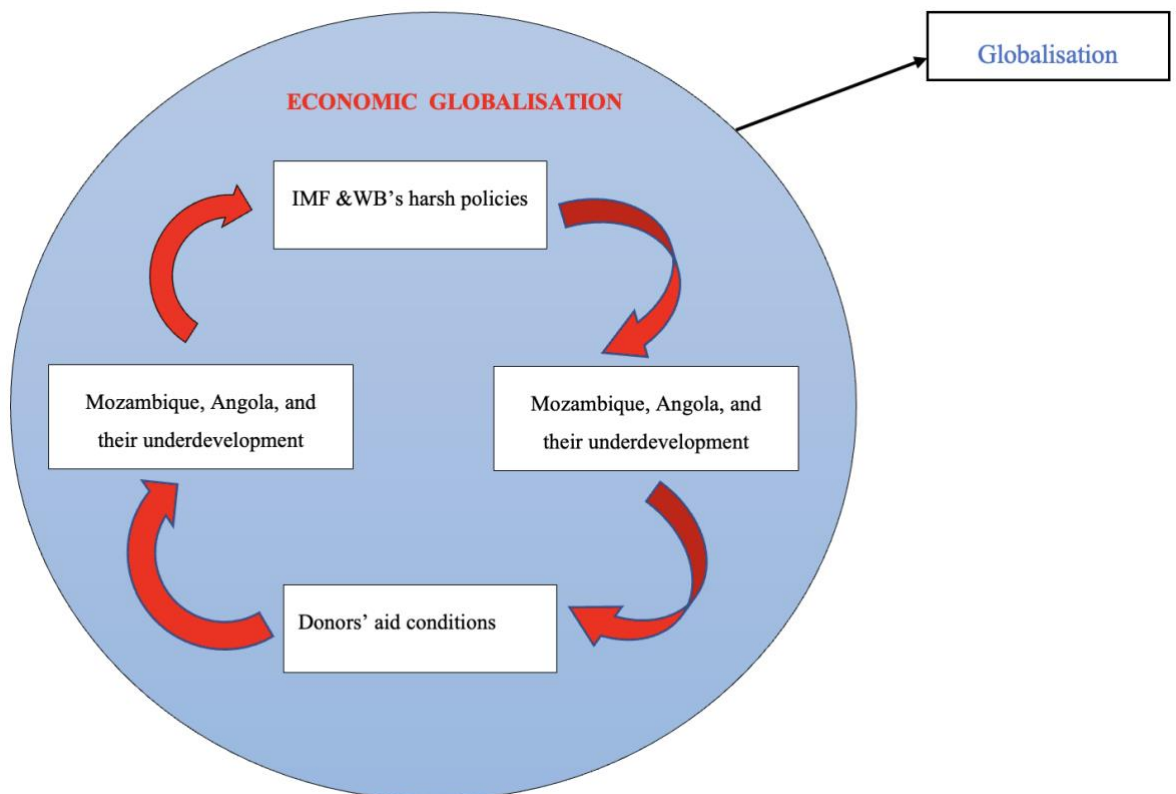 Globalisation
ECONOMIC GLOBALISATION
IMF &WB’s harsh policies
Mozambique, Angola, and
their underdevelopment
Mozambique, Angola, and
their underdevelopment
Donors’ aid conditions